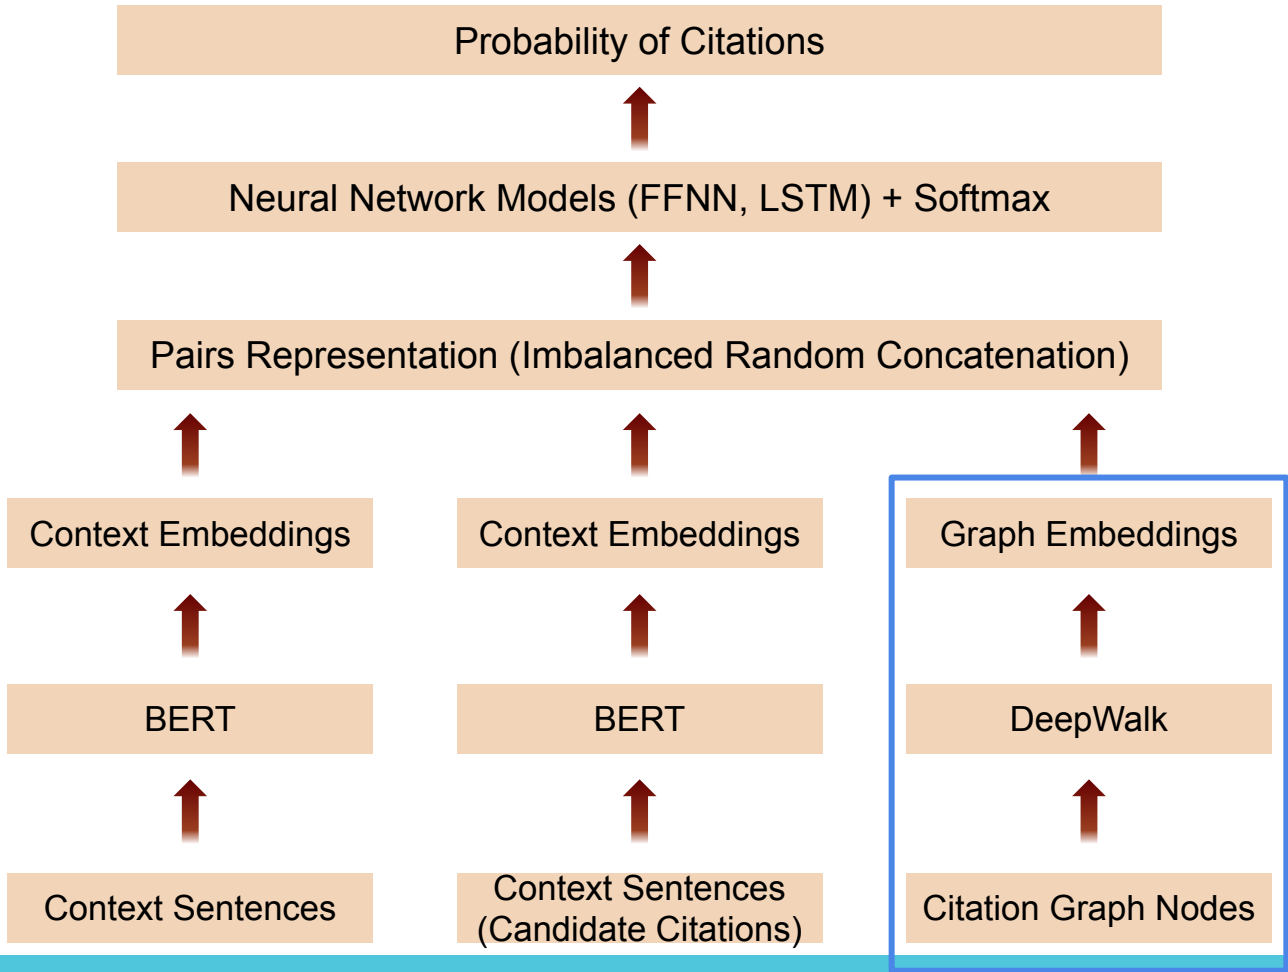 Probability of Citations
Neural Network Models (FFNN, LSTM) + Softmax
Pairs Representation (Imbalanced Random Concatenation)
Context Embeddings
Context Embeddings
Graph Embeddings
BERT
BERT
DeepWalk
Context Sentences
Context Sentences
(Candidate Citations)
Citation Graph Nodes